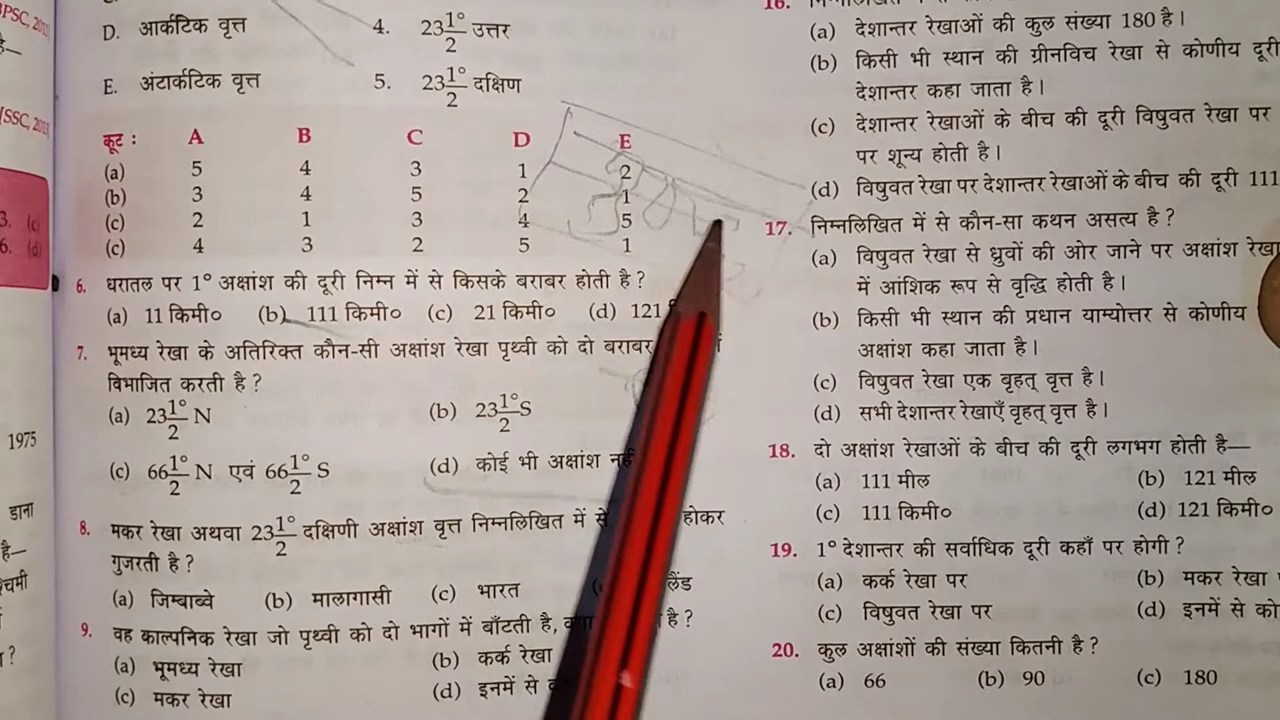 D. आर्कटिक वृत्त 4. 23 1°/2 उत्तर
E. अंटार्कटिक वृत्त 5. 23 1°/2 दक्षिण
कूट : A B C D E
(a) 5 4 3 1 2
(b) 3 4 5 2 1
(c) 2 1 3 4 5
(c) 4 3 2 5 1
6. धरातल पर 1° अक्षांश की दूरी निम्न में से किसके बराबर होती है ?
(a) 11 किमी० (b) 111 किमी० (c) 21 किमी० (d) 121
7. भूमध्य रेखा के अतिरिक्त कौन-सी अक्षांश रेखा पृथ्वी को दो बराबर
विभाजित करती है ?
(a) 23 1°/2 N (b) 23 1°/2 S
(c) 66 1°/2 N एवं 66 1°/2 S (d) कोई भी अक्षांश
8. मकर रेखा अथवा 23 1°/2 दक्षिणी अक्षांश वृत्त निम्नलिखित में से होकर
गुजरती है ?
(a) जिम्बाब्वे (b) मालागासी (c) भारत लैंड
9. वह काल्पनिक रेखा जो पृथ्वी को दो भागों में बाँटती है, है ?
(a) भूमध्य रेखा (b) कर्क रेखा
(c) मकर रेखा (d) इनमें से
16.
(a) देशान्तर रेखाओं की कुल संख्या 180 है।
(b) किसी भी स्थान की ग्रीनविच रेखा से कोणीय दूरी
देशान्तर कहा जाता है।
(c) देशान्तर रेखाओं के बीच की दूरी विषुवत रेखा पर
पर शून्य होती है।
(d) विषुवत रेखा पर देशान्तर रेखाओं के बीच की दूरी 111
17. निम्नलिखित में से कौन-सा कथन असत्य है ?
(a) विषुवत रेखा से ध्रुवों की ओर जाने पर अक्षांश रेखा
में आंशिक रूप से वृद्धि होती है।
(b) किसी भी स्थान की प्रधान याम्योत्तर से कोणीय
अक्षांश कहा जाता है।
(c) विषुवत रेखा एक वृहत् वृत्त है।
(d) सभी देशान्तर रेखाएँ वृहत् वृत्त है।
18. दो अक्षांश रेखाओं के बीच की दूरी लगभग होती है—
(a) 111 मील (b) 121 मील
(c) 111 किमी० (d) 121 किमी०
19. 1° देशान्तर की सर्वाधिक दूरी कहाँ पर होगी ?
(a) कर्क रेखा पर (b) मकर रेखा
(c) विषुवत रेखा पर (d) इनमें से
20. कुल अक्षांशों की संख्या कितनी है ?
(a) 66 (b) 90 (c) 180
1975
डाना